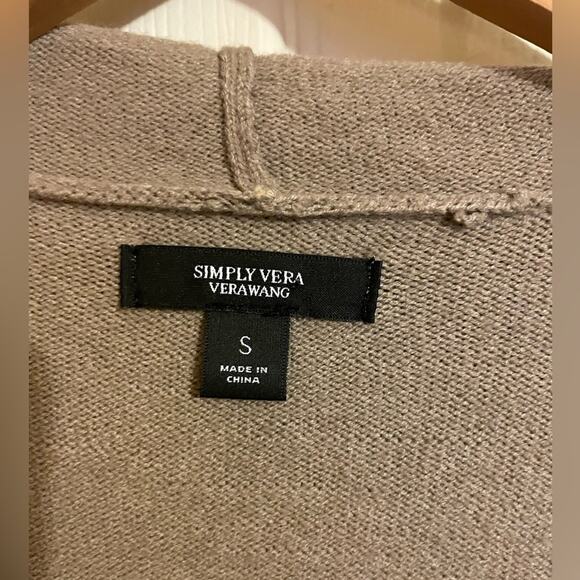 SIMPLY VERA
VERAWANG
S
MADE IN
CHINA